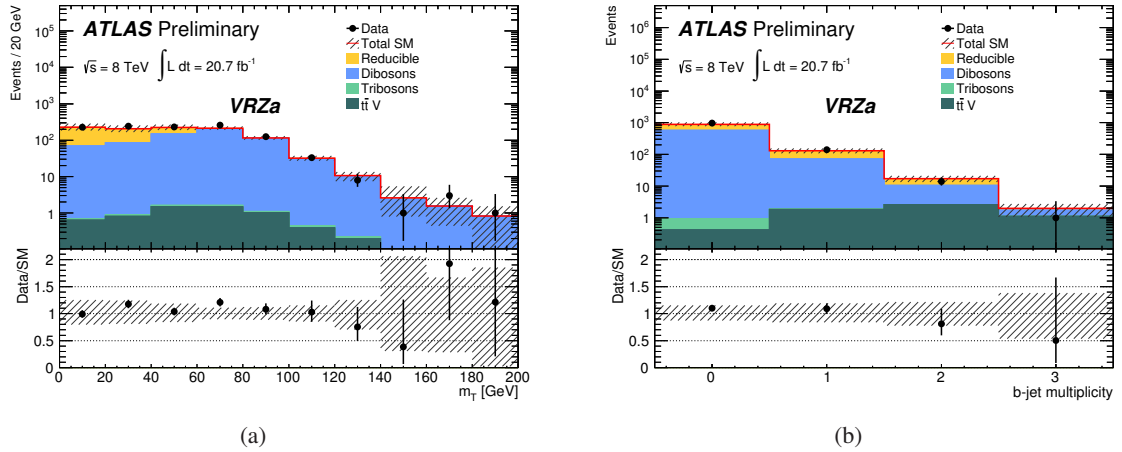 ATLAS Preliminary
√s = 8 TeV ∫L dt = 20.7 fb⁻¹
VRZa
Data
Total SM
Reducible
Dibosons
Tribosons
tt̄ V
Events / 20 GeV
10⁵
10⁴
10³
10²
10
1
Data/SM
2
1.5
1
0.5
0
0 20 40 60 80 100 120 140 160 180 200
m_T [GeV]
(a)
ATLAS Preliminary
√s = 8 TeV ∫L dt = 20.7 fb⁻¹
VRZa
Data
Total SM
Reducible
Dibosons
Tribosons
tt̄ V
Events
10⁶
10⁵
10⁴
10³
10²
10
1
Data/SM
2
1.5
1
0.5
0
0 1 2 3
b-jet multiplicity
(b)